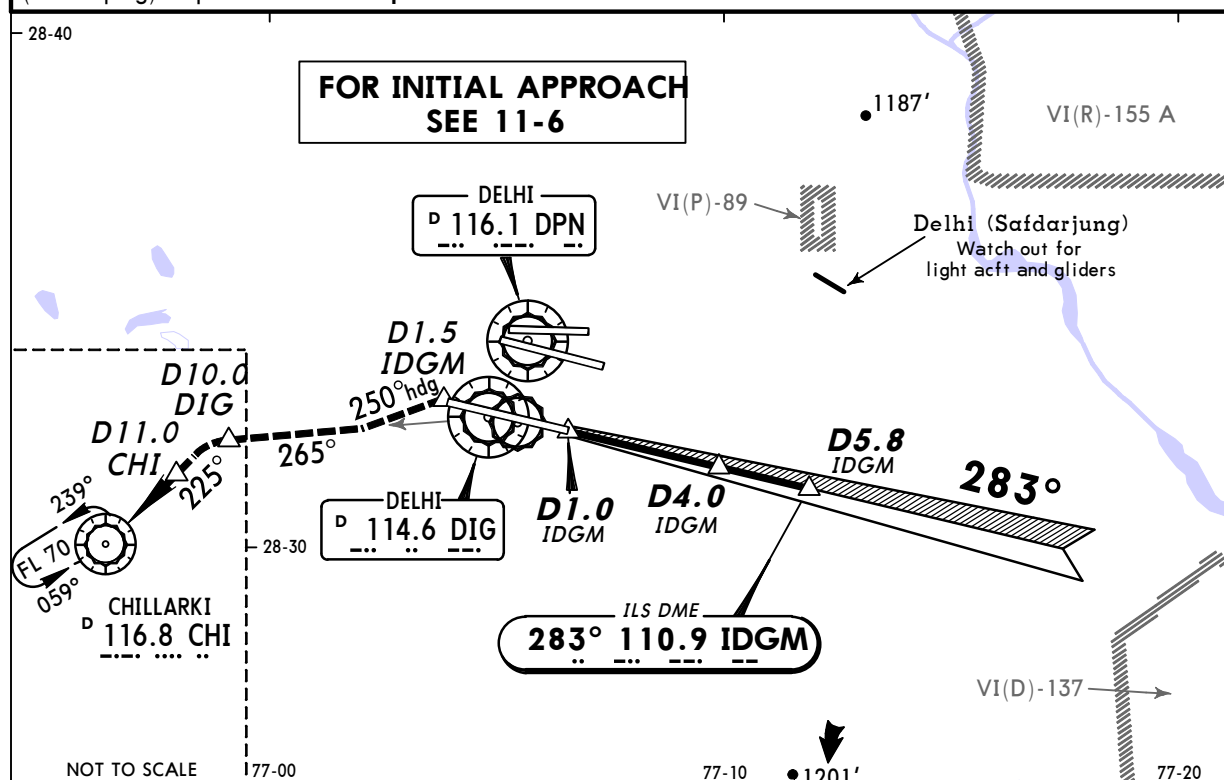 28-40
FOR INITIAL APPROACH
SEE 11-6
1187'
VI(R)-155 A
VI(P)-89
DELHI
D 116.1 DPN
Delhi (Safdarjung)
Watch out for
light acft and gliders
D1.5
IDGM
D10.0
DIG
250° hdg
D11.0
CHI
265°
225°
D5.8
IDGM
283°
239°
DELHI
D 114.6 DIG
D1.0
IDGM
D4.0
IDGM
FL 70
28-30
059°
CHILLARKI
D 116.8 CHI
ILS DME
283° 110.9 IDGM
VI(D)-137
NOT TO SCALE
77-00
77-10
1201'
77-20